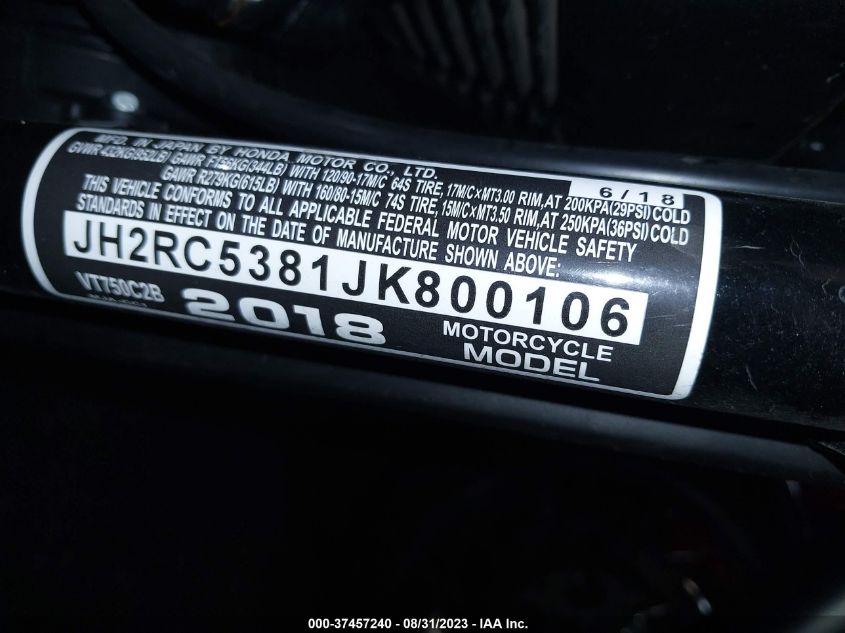 MFD. IN JAPAN BY HONDA MOTOR CO., LTD.
6/18
GVWR 432KG(952LB) GAWR F156KG(344LB) WITH 120/90-17M/C 64S TIRE, 17M/C×MT3.00 RIM, AT 200KPA(29PSI) COLD
GAWR R279KG(615LB) WITH 160/80-15M/C 74S TIRE, 15M/C×MT3.50 RIM, AT 250KPA(36PSI) COLD
THIS VEHICLE CONFORMS TO ALL APPLICABLE FEDERAL MOTOR VEHICLE SAFETY
STANDARDS IN EFFECT ON THE DATE OF MANUFACTURE SHOWN ABOVE:
JH2RC5381JK800106
VT750C2B
2018
MOTORCYCLE
MODEL
000-37457240 - 08/31/2023 - IAA Inc.